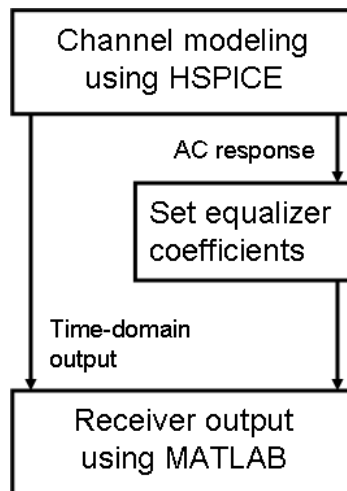 Channel modeling
using HSPICE
AC response
Set equalizer
coefficients
Time-domain
output
Receiver output
using MATLAB